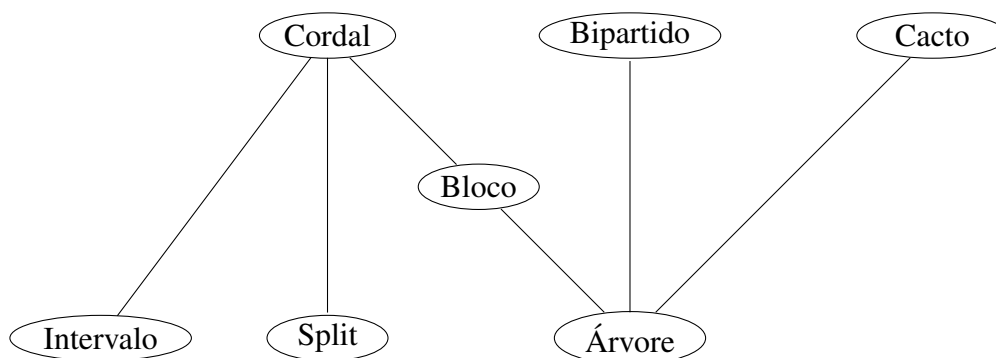 Cordal
Bipartido
Cacto
Bloco
Intervalo
Split
Árvore